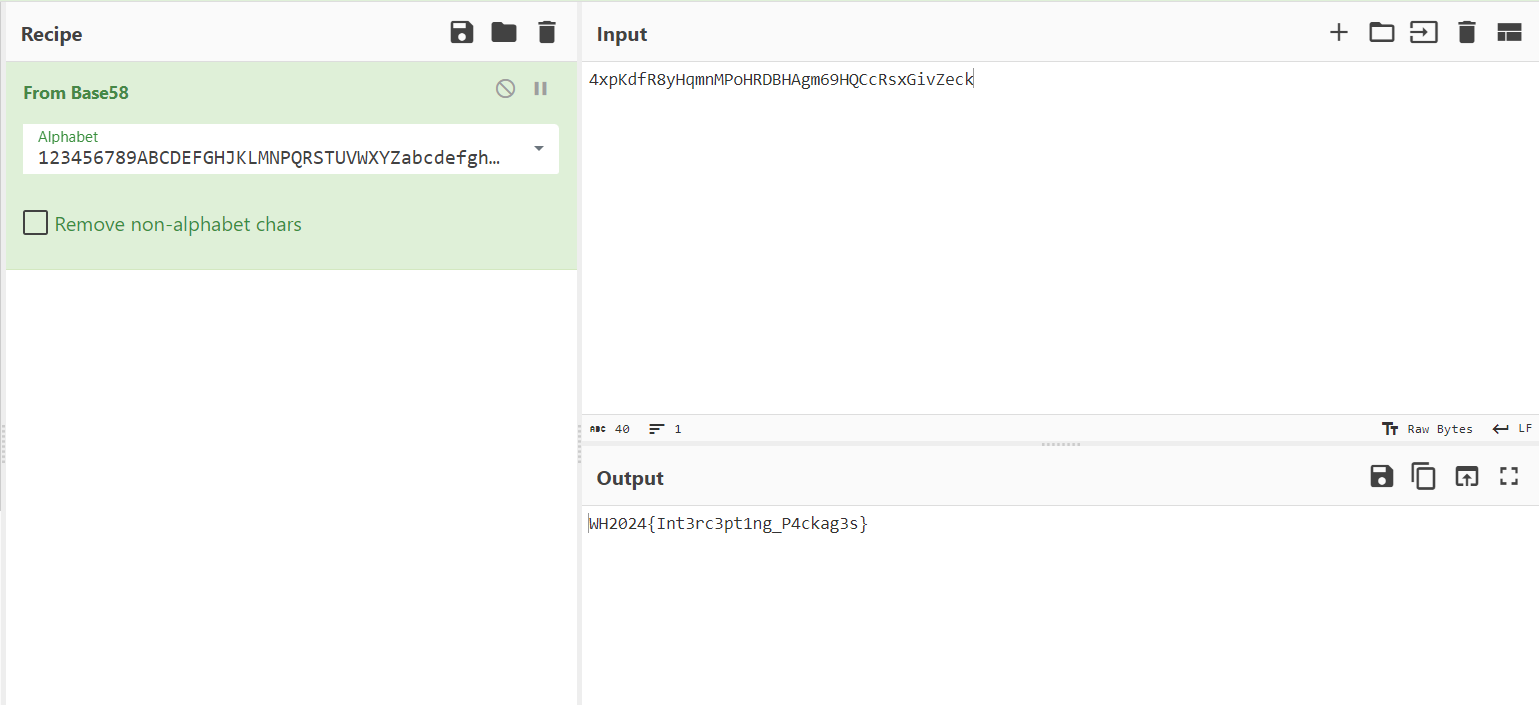 Recipe
From Base58
Alphabet
123456789ABCDEFGHJKLMNPQRSTUVWXYZabcdefgh…
Remove non-alphabet chars
Input
4xpKdfR8yHqmnMPoHRDBHAgm69HQCcRsxGivZeck
ABC 40 1
Tт Raw Bytes LF
Output
WH2024{Int3rc3pt1ng_P4ckag3s}